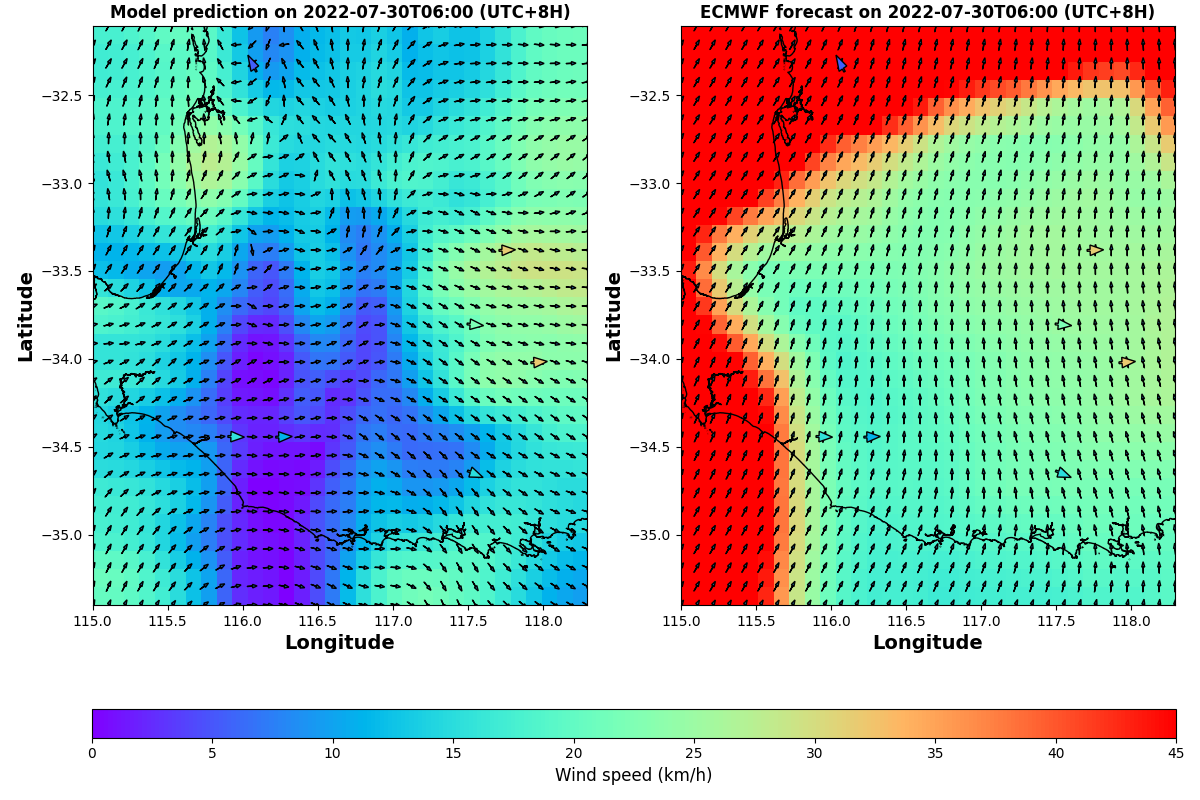 Model prediction on 2022-07-30T06:00 (UTC+8H)
ECMWF forecast on 2022-07-30T06:00 (UTC+8H)
−32.5
−33.0
−33.5
−34.0
−34.5
−35.0
Latitude
115.0 115.5 116.0 116.5 117.0 117.5 118.0
Longitude
−32.5
−33.0
−33.5
−34.0
−34.5
−35.0
Latitude
115.0 115.5 116.0 116.5 117.0 117.5 118.0
Longitude
0 5 10 15 20 25 30 35 40 45
Wind speed (km/h)